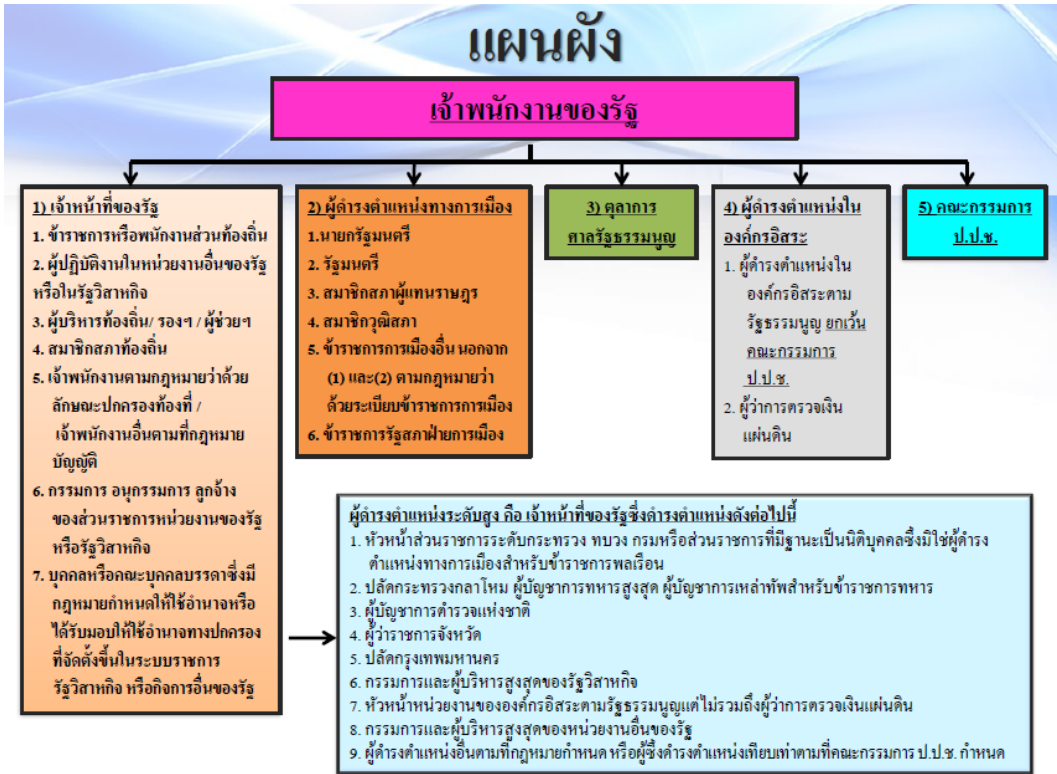 แผนผัง
เจ้าพนักงานของรัฐ
1) เจ้าหน้าที่ของรัฐ
1. ข้าราชการหรือพนักงานส่วนท้องถิ่น
2. ผู้ปฏิบัติงานในหน่วยงานอื่นของรัฐ
หรือในรัฐวิสาหกิจ
3. ผู้บริหารท้องถิ่น/ รองฯ / ผู้ช่วยฯ
4. สมาชิกสภาท้องถิ่น
5. เจ้าพนักงานตามกฎหมายว่าด้วย
ลักษณะปกครองท้องที่ /
เจ้าพนักงานอื่นตามที่กฎหมาย
บัญญัติ
6. กรรมการ อนุกรรมการ ลูกจ้าง
ของส่วนราชการหน่วยงานของรัฐ
หรือรัฐวิสาหกิจ
7. บุคคลหรือคณะบุคคลบรรดาซึ่งมี
กฎหมายกำหนดให้ใช้อำนาจหรือ
ได้รับมอบให้ใช้อำนาจทางปกครอง
ที่จัดตั้งขึ้นในระบบราชการ
รัฐวิสาหกิจ หรือกิจการอื่นของรัฐ
2) ผู้ดำรงตำแหน่งทางการเมือง
1.นายกรัฐมนตรี
2. รัฐมนตรี
3. สมาชิกสภาผู้แทนราษฎร
4. สมาชิกวุฒิสภา
5. ข้าราชการการเมืองอื่น นอกจาก
(1) และ(2) ตามกฎหมายว่า
ด้วยระเบียบข้าราชการการเมือง
6. ข้าราชการรัฐสภาฝ่ายการเมือง
3) ตุลาการ
ศาลรัฐธรรมนูญ
4) ผู้ดำรงตำแหน่งใน
องค์กรอิสระ
1. ผู้ดำรงตำแหน่งใน
องค์กรอิสระตาม
รัฐธรรมนูญ ยกเว้น
คณะกรรมการ
ป.ป.ช.
2. ผู้ว่าการตรวจเงิน
แผ่นดิน
5) คณะกรรมการ
ป.ป.ช.
ผู้ดำรงตำแหน่งระดับสูง คือ เจ้าหน้าที่ของรัฐซึ่งดำรงตำแหน่งดังต่อไปนี้
1. หัวหน้าส่วนราชการระดับกระทรวง ทบวง กรมหรือส่วนราชการที่มีฐานะเป็นนิติบุคคลซึ่งมิใช่ผู้ดำรง
ตำแหน่งทางการเมืองสำหรับข้าราชการพลเรือน
2. ปลัดกระทรวงกลาโหม ผู้บัญชาการทหารสูงสุด ผู้บัญชาการเหล่าทัพสำหรับข้าราชการทหาร
3. ผู้บัญชาการตำรวจแห่งชาติ
4. ผู้ว่าราชการจังหวัด
5. ปลัดกรุงเทพมหานคร
6. กรรมการและผู้บริหารสูงสุดของรัฐวิสาหกิจ
7. หัวหน้าหน่วยงานขององค์กรอิสระตามรัฐธรรมนูญแต่ไม่รวมถึงผู้ว่าการตรวจเงินแผ่นดิน
8. กรรมการและผู้บริหารสูงสุดของหน่วยงานอื่นของรัฐ
9. ผู้ดำรงตำแหน่งอื่นตามที่กฎหมายกำหนด หรือผู้ซึ่งดำรงตำแหน่งเทียบเท่าตามที่คณะกรรมการ ป.ป.ช. กำหนด